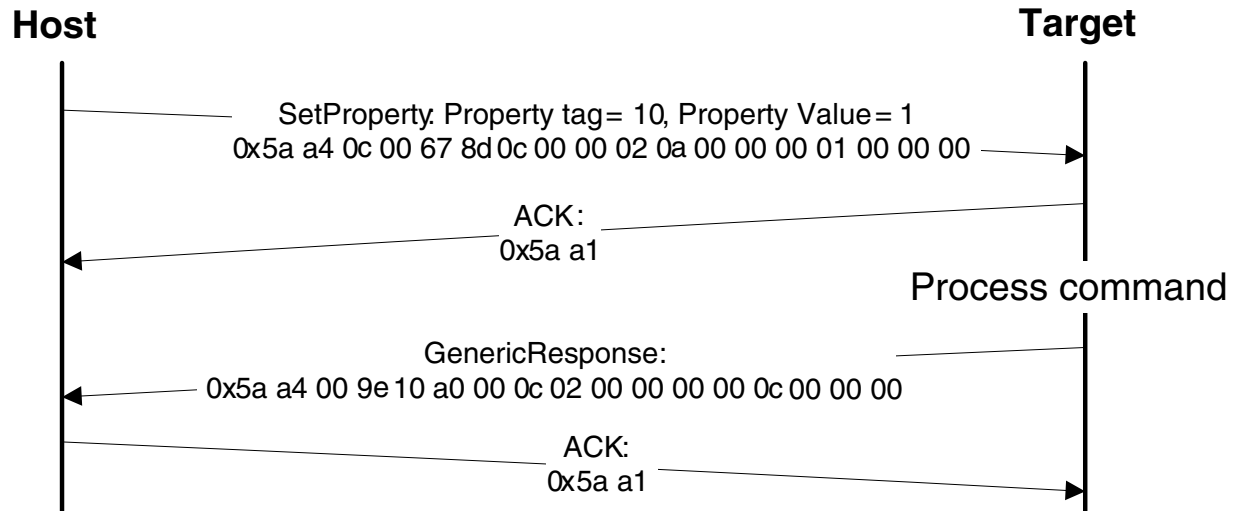 Host
Target
SetProperty: Property tag= 10, Property Value= 1
0x5a a4 0c 00 67 8d 0c 00 00 02 0a 00 00 00 01 00 00 00
ACK:
0x5a a1
Process command
GenericResponse:
0x5a a4 00 9e 10 a0 00 0c 02 00 00 00 00 0c 00 00 00
ACK:
0x5a a1